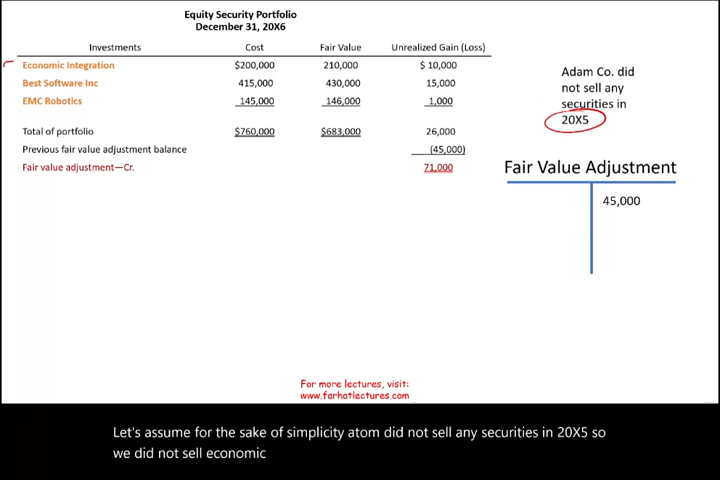 Equity Security Portfolio
December 31, 20X6
Investments Cost Fair Value Unrealized Gain (Loss)
Economic Integration $200,000 210,000 $ 10,000
Best Software Inc 415,000 430,000 15,000
EMC Robotics 145,000 146,000 1,000
Total of portfolio $760,000 $683,000 26,000
Previous fair value adjustment balance (45,000)
Fair value adjustment—Cr. 71,000
Adam Co. did
not sell any
securities in
20X5
Fair Value Adjustment
45,000
For more lectures, visit:
www.farhatlectures.com
Let's assume for the sake of simplicity atom did not sell any securities in 20X5 so
we did not sell economic